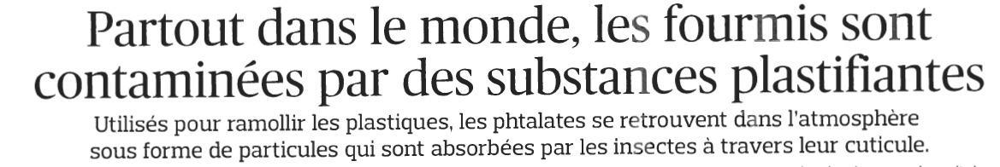 Partout dans le monde, les fourmis sont
contaminées par des substances plastifiantes
Utilisés pour ramollir les plastiques, les phtalates se retrouvent dans l'atmosphère
sous forme de particules qui sont absorbées par les insectes à travers leur cuticule.